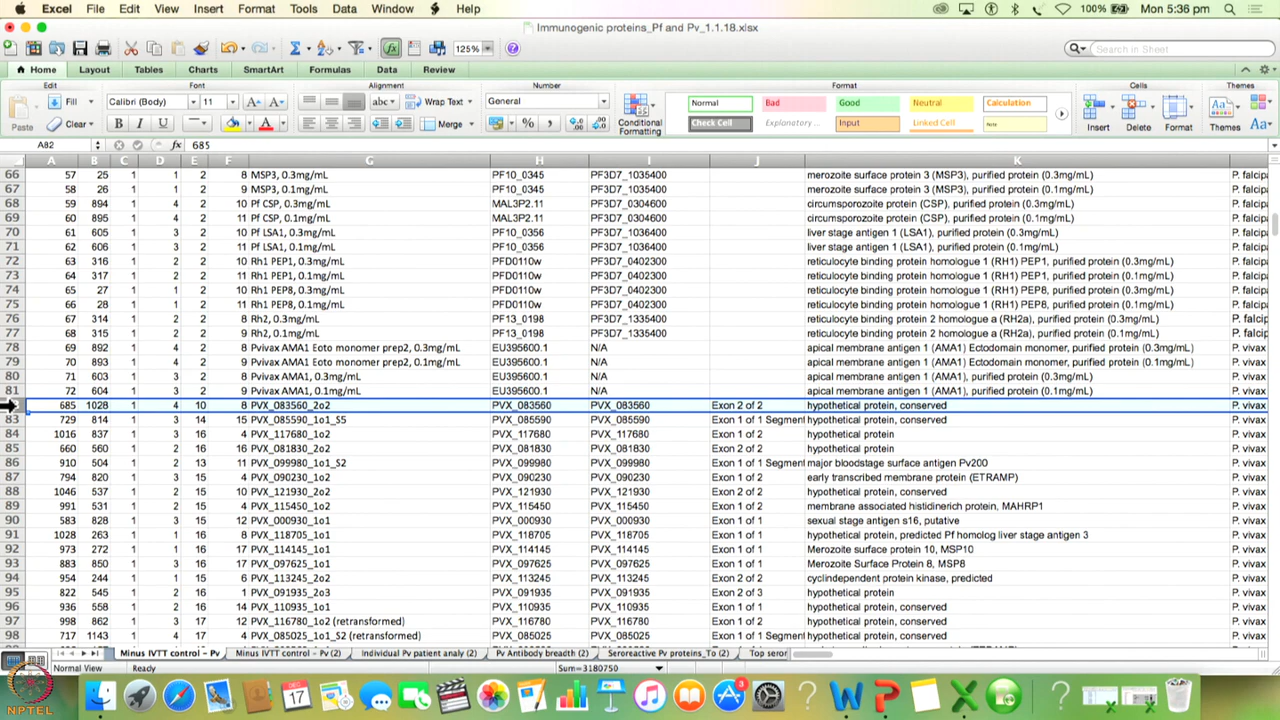 Excel File Edit View Insert Format Tools Data Window Help 100% Mon 5:36 pm
Immunogenic proteins_Pf and Pv_1.1.18.xlsx
125% Search in Sheet
Home Layout Tables Charts SmartArt Formulas Data Review
Edit Font Alignment Number Format Cells Themes
Fill Calibri (Body) 11 abc Wrap Text General Normal Bad Good Neutral Calculation
Paste Clear B I U Merge % Conditional Formatting Check Cell Explanatory... Input Linked Cell Note Insert Delete Format Themes Aa
A82 fx 685
A B C D E F G H I J K
66 57 25 1 1 2 8 MSP3, 0.3mg/mL PF10_0345 PF3D7_1035400 merozoite surface protein 3 (MSP3), purified protein (0.3mg/mL) P. falcipa
67 58 26 1 1 2 9 MSP3, 0.1mg/mL PF10_0345 PF3D7_1035400 merozoite surface protein 3 (MSP3), purified protein (0.1mg/mL) P. falcipa
68 59 894 1 4 2 10 Pf CSP, 0.3mg/mL MAL3P2.11 PF3D7_0304600 circumsporozoite protein (CSP), purified protein (0.3mg/mL) P. falcipa
69 60 895 1 4 2 11 Pf CSP, 0.1mg/mL MAL3P2.11 PF3D7_0304600 circumsporozoite protein (CSP), purified protein (0.1mg/mL) P. falcipa
70 61 605 1 3 2 10 Pf LSA1, 0.3mg/mL PF10_0356 PF3D7_1036400 liver stage antigen 1 (LSA1), purified protein (0.3mg/mL) P. falcipa
71 62 606 1 3 2 11 Pf LSA1, 0.1mg/mL PF10_0356 PF3D7_1036400 liver stage antigen 1 (LSA1), purified protein (0.1mg/mL) P. falcipa
72 63 316 1 2 2 10 Rh1 PEP1, 0.3mg/mL PFD0110w PF3D7_0402300 reticulocyte binding protein homologue 1 (RH1) PEP1, purified protein (0.3mg/mL) P. falcipa
73 64 317 1 2 2 11 Rh1 PEP1, 0.1mg/mL PFD0110w PF3D7_0402300 reticulocyte binding protein homologue 1 (RH1) PEP1, purified protein (0.1mg/mL) P. falcipa
74 65 27 1 1 2 10 Rh1 PEP8, 0.3mg/mL PFD0110w PF3D7_0402300 reticulocyte binding protein homologue 1 (RH1) PEP8, purified protein (0.3mg/mL) P. falcipa
75 66 28 1 1 2 11 Rh1 PEP8, 0.1mg/mL PFD0110w PF3D7_0402300 reticulocyte binding protein homologue 1 (RH1) PEP8, purified protein (0.1mg/mL) P. falcipa
76 67 314 1 2 2 8 Rh2, 0.3mg/mL PF13_0198 PF3D7_1335400 reticulocyte binding protein 2 homologue a (RH2a), purified protein (0.3mg/mL) P. falcipa
77 68 315 1 2 2 9 Rh2, 0.1mg/mL PF13_0198 PF3D7_1335400 reticulocyte binding protein 2 homologue a (RH2a), purified protein (0.1mg/mL) P. falcipa
78 69 892 1 4 2 8 Pvivax AMA1 Ecto monomer prep2, 0.3mg/mL EU395600.1 N/A apical membrane antigen 1 (AMA1) Ectodomain monomer, purified protein (0.3mg/mL) P. vivax
79 70 893 1 4 2 9 Pvivax AMA1 Ecto monomer prep2, 0.1mg/mL EU395600.1 N/A apical membrane antigen 1 (AMA1) Ectodomain monomer, purified protein (0.1mg/mL) P. vivax
80 71 603 1 3 2 8 Pvivax AMA1, 0.3mg/mL EU395600.1 N/A apical membrane antigen 1 (AMA1), purified protein (0.3mg/mL) P. vivax
81 72 604 1 3 2 9 Pvivax AMA1, 0.1mg/mL EU395600.1 N/A apical membrane antigen 1 (AMA1), purified protein (0.1mg/mL) P. vivax
685 1028 1 4 10 8 PVX_083560_2o2 PVX_083560 PVX_083560 Exon 2 of 2 hypothetical protein, conserved P. vivax
83 729 814 1 3 14 15 PVX_085590_1o1_S5 PVX_085590 PVX_085590 Exon 1 of 1 Segment hypothetical protein, conserved P. vivax
84 1016 837 1 3 16 4 PVX_117680_1o2 PVX_117680 PVX_117680 Exon 1 of 2 hypothetical protein P. vivax
85 660 560 1 2 16 16 PVX_081830_2o2 PVX_081830 PVX_081830 Exon 2 of 2 hypothetical protein P. vivax
86 910 504 1 2 13 11 PVX_099980_1o1_S2 PVX_099980 PVX_099980 Exon 1 of 1 Segment major bloodstage surface antigen Pv200 P. vivax
87 794 820 1 3 15 4 PVX_090230_1o2 PVX_090230 PVX_090230 Exon 1 of 2 early transcribed membrane protein (ETRAMP) P. vivax
88 1046 537 1 2 15 10 PVX_121930_2o2 PVX_121930 PVX_121930 Exon 2 of 2 hypothetical protein, conserved P. vivax
89 991 531 1 2 15 4 PVX_115450_2o2 PVX_115450 PVX_115450 Exon 2 of 2 membrane associated histidinerich protein, MAHRP1 P. vivax
90 583 828 1 3 15 12 PVX_000930_1o1 PVX_000930 PVX_000930 Exon 1 of 1 sexual stage antigen s16, putative P. vivax
91 1028 263 1 1 16 8 PVX_118705_1o1 PVX_118705 PVX_118705 Exon 1 of 1 hypothetical protein, predicted Pf homolog liver stage antigen 3 P. vivax
92 973 272 1 1 16 17 PVX_114145_1o1 PVX_114145 PVX_114145 Exon 1 of 1 Merozoite surface protein 10, MSP10 P. vivax
93 883 850 1 3 16 17 PVX_097625_1o1 PVX_097625 PVX_097625 Exon 1 of 1 Merozoite Surface Protein 8, MSP8 P. vivax
94 954 244 1 1 15 6 PVX_113245_2o2 PVX_113245 PVX_113245 Exon 2 of 2 cyclindependent protein kinase, predicted P. vivax
95 822 545 1 2 16 1 PVX_091935_2o3 PVX_091935 PVX_091935 Exon 2 of 3 hypothetical protein P. vivax
96 936 558 1 2 16 14 PVX_110935_1o1 PVX_110935 PVX_110935 Exon 1 of 1 hypothetical protein, conserved P. vivax
97 998 621 1 2 17 12 PVX_116780_1o2 (retransformed) PVX_116780 PVX_116780 Exon 1 of 2 hypothetical protein, conserved P. vivax
98 717 1143 1 4 17 4 PVX_085025_1o1_S2 (retransformed) PVX_085025 PVX_085025 Exon 1 of 1 Segment hypothetical protein, conserved P. vivax
Minus IVTT control - Pv Minus IVTT control - Pv (2) Individual Pv patient analy (2) Pv Antibody breadth (2) Seroreactive Pv proteins_To (2) Top seror
Normal View Ready Sum=3180750
DEC 17 3
NPTEL